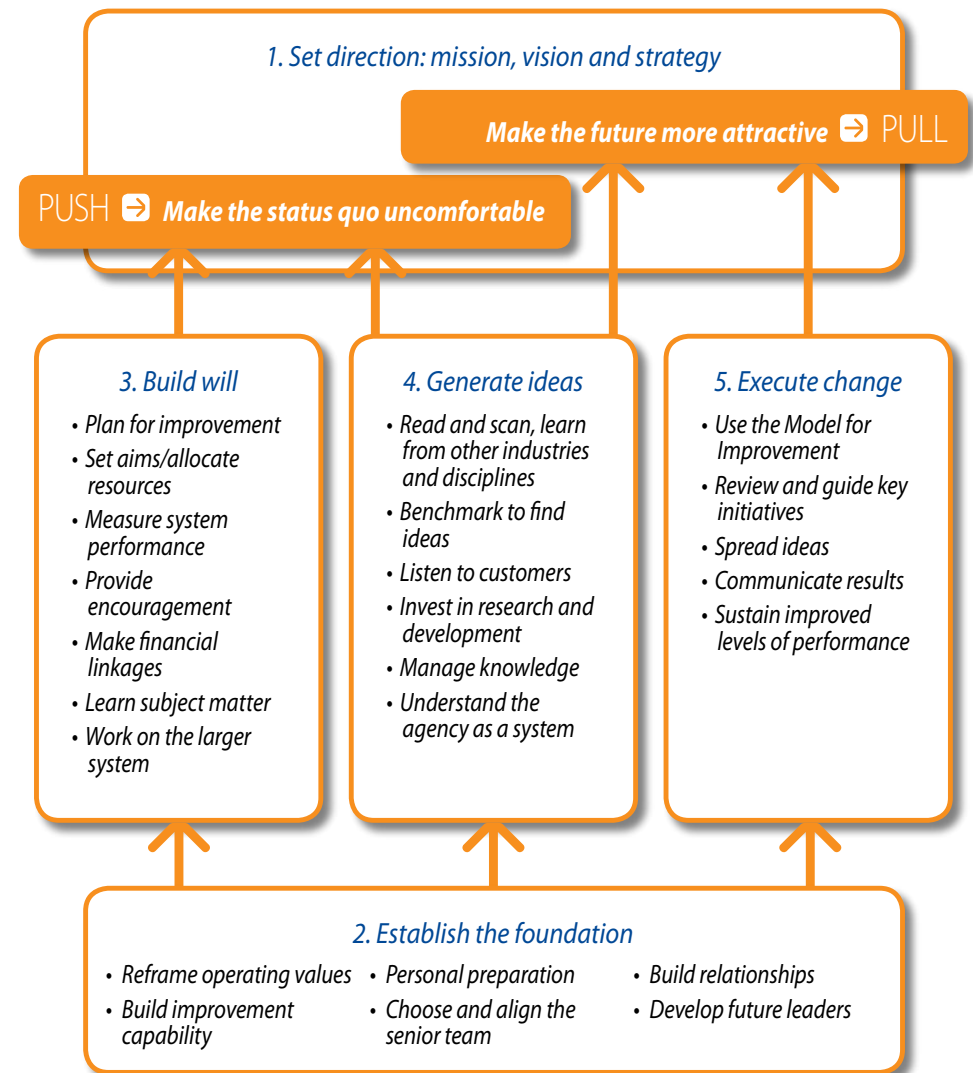 1. Set direction: mission, vision and strategy
Make the future more attractive ➔ PULL
PUSH ➔ Make the status quo uncomfortable
3. Build will
• Plan for improvement
• Set aims/allocate
resources
• Measure system
performance
• Provide
encouragement
• Make financial
linkages
• Learn subject matter
• Work on the larger
system
4. Generate ideas
• Read and scan, learn
from other industries
and disciplines
• Benchmark to find
ideas
• Listen to customers
• Invest in research and
development
• Manage knowledge
• Understand the
agency as a system
5. Execute change
• Use the Model for
Improvement
• Review and guide key
initiatives
• Spread ideas
• Communicate results
• Sustain improved
levels of performance
2. Establish the foundation
• Reframe operating values
• Build improvement
capability
• Personal preparation
• Choose and align the
senior team
• Build relationships
• Develop future leaders